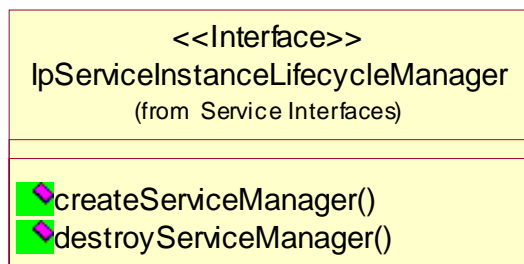 <<Interface>>
IpServiceInstanceLifecycleManager
(from Service Interfaces)
createServiceManager()
destroyServiceManager()